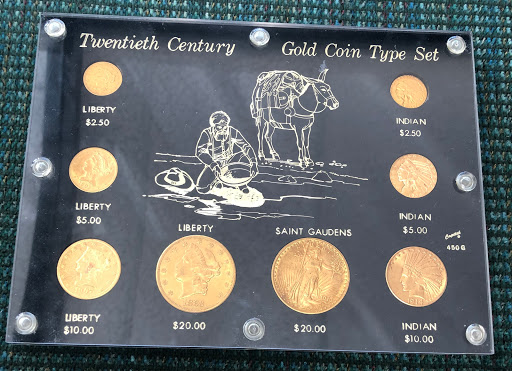 Twentieth Century Gold Coin Type Set
LIBERTY
$2.50
INDIAN
$2.50
LIBERTY
$5.00
INDIAN
$5.00
LIBERTY
$20.00
SAINT GAUDENS
$20.00
450G
LIBERTY
$10.00
INDIAN
$10.00